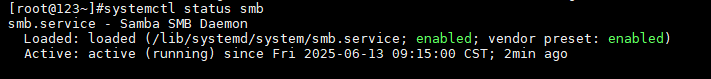 [root@123~]#systemctl status smb
smb.service - Samba SMB Daemon
Loaded: loaded (/lib/systemd/system/smb.service; enabled; vendor preset: enabled)
Active: active (running) since Fri 2025-06-13 09:15:00 CST; 2min ago